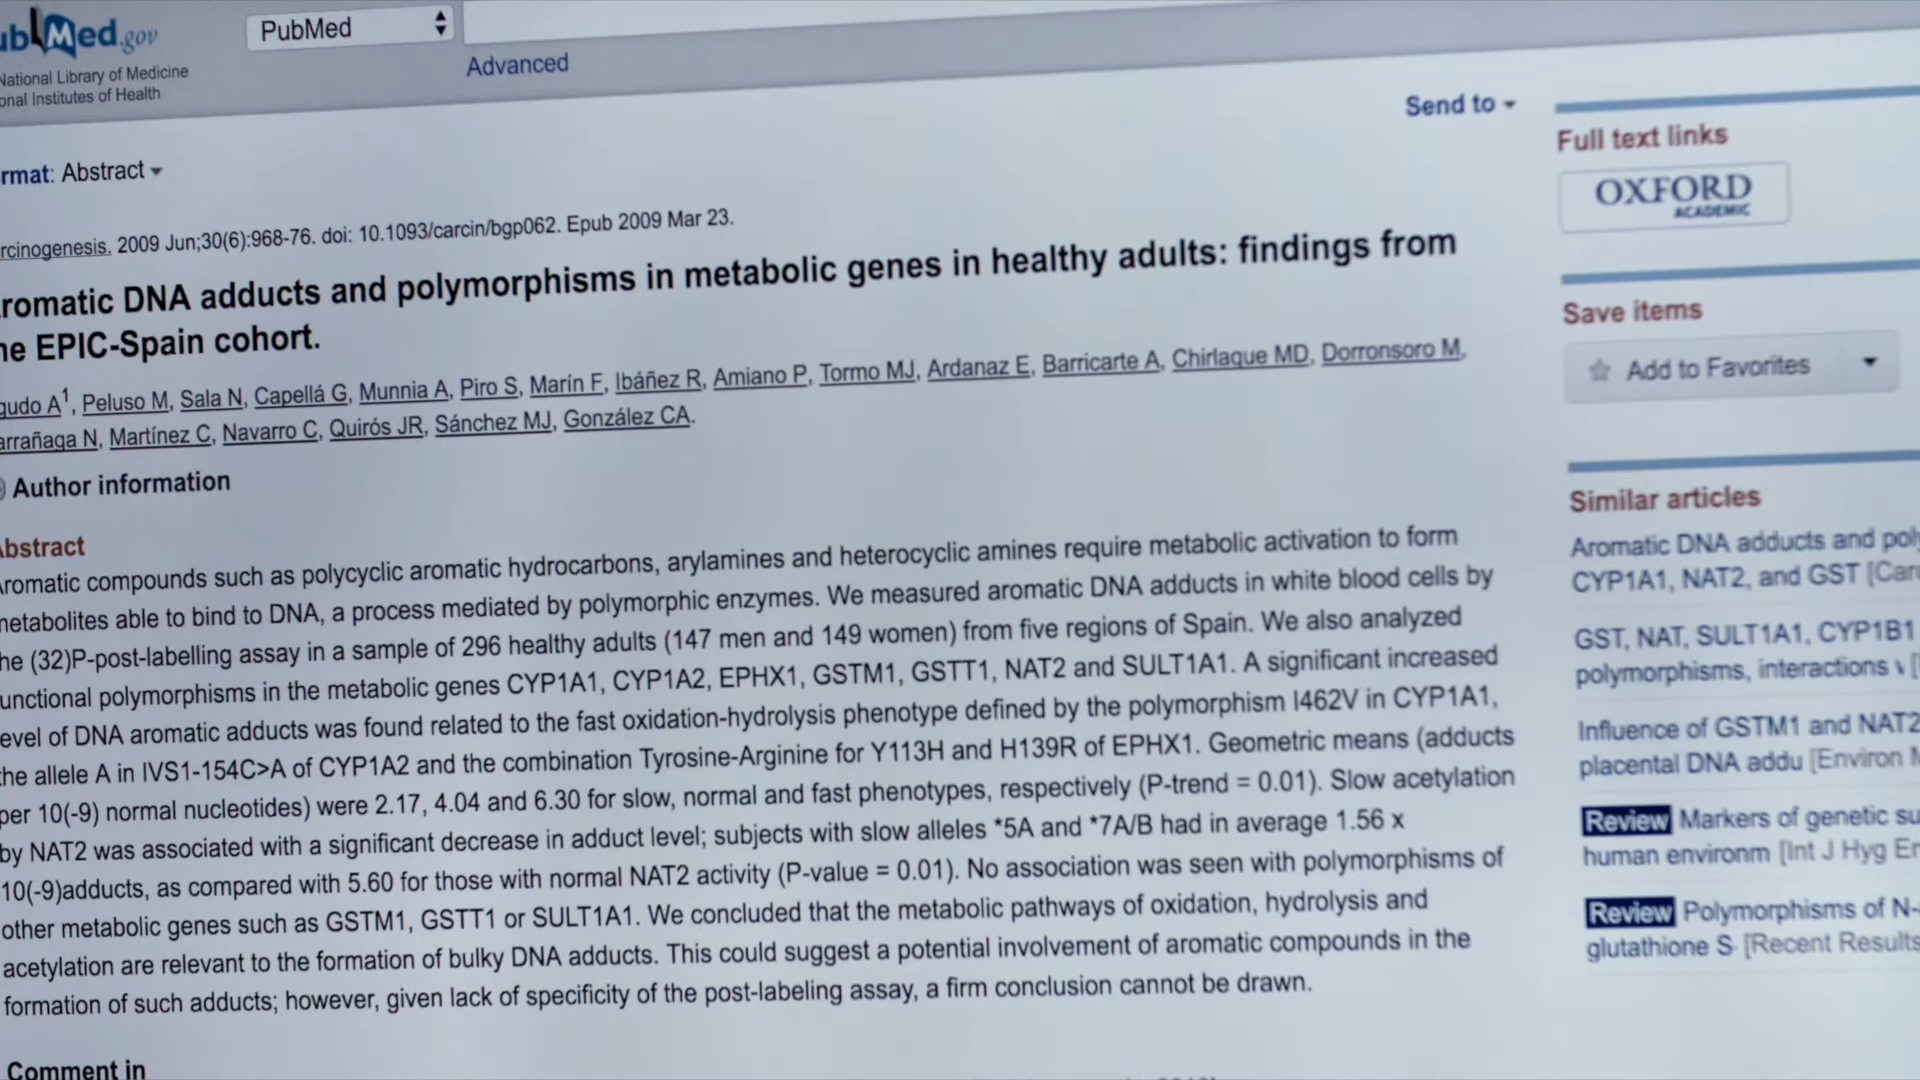 ubMed.gov
PubMed
Advanced
National Library of Medicine
onal Institutes of Health
Send to
rmat: Abstract
rcinogenesis. 2009 Jun;30(6):968-76. doi: 10.1093/carcin/bgp062. Epub 2009 Mar 23.
romatic DNA adducts and polymorphisms in metabolic genes in healthy adults: findings from
he EPIC-Spain cohort.
gudo A1, Peluso M, Sala N, Capellá G, Munnia A, Piro S, Marín F, Ibáñez R, Amiano P, Tormo MJ, Ardanaz E, Barricarte A, Chirlaque MD, Dorronsoro M,
arrañaga N, Martínez C, Navarro C, Quirós JR, Sánchez MJ, González CA.
Author information
Abstract
Aromatic compounds such as polycyclic aromatic hydrocarbons, arylamines and heterocyclic amines require metabolic activation to form
metabolites able to bind to DNA, a process mediated by polymorphic enzymes. We measured aromatic DNA adducts in white blood cells by
the (32)P-post-labelling assay in a sample of 296 healthy adults (147 men and 149 women) from five regions of Spain. We also analyzed
unctional polymorphisms in the metabolic genes CYP1A1, CYP1A2, EPHX1, GSTM1, GSTT1, NAT2 and SULT1A1. A significant increased
evel of DNA aromatic adducts was found related to the fast oxidation-hydrolysis phenotype defined by the polymorphism I462V in CYP1A1,
the allele A in IVS1-154C>A of CYP1A2 and the combination Tyrosine-Arginine for Y113H and H139R of EPHX1. Geometric means (adducts
per 10(-9) normal nucleotides) were 2.17, 4.04 and 6.30 for slow, normal and fast phenotypes, respectively (P-trend = 0.01). Slow acetylation
by NAT2 was associated with a significant decrease in adduct level; subjects with slow alleles *5A and *7A/B had in average 1.56 x
10(-9)adducts, as compared with 5.60 for those with normal NAT2 activity (P-value = 0.01). No association was seen with polymorphisms of
other metabolic genes such as GSTM1, GSTT1 or SULT1A1. We concluded that the metabolic pathways of oxidation, hydrolysis and
acetylation are relevant to the formation of bulky DNA adducts. This could suggest a potential involvement of aromatic compounds in the
formation of such adducts; however, given lack of specificity of the post-labeling assay, a firm conclusion cannot be drawn.
Comment in
Full text links
OXFORD
ACADEMIC
Save items
Add to Favorites
Similar articles
Aromatic DNA adducts and poly
CYP1A1, NAT2, and GST [Car
GST, NAT, SULT1A1, CYP1B1
polymorphisms, interactions v [
Influence of GSTM1 and NAT2
placental DNA addu [Environ M
Review Markers of genetic su
human environm [Int J Hyg En
Review Polymorphisms of N-
glutathione S- [Recent Results